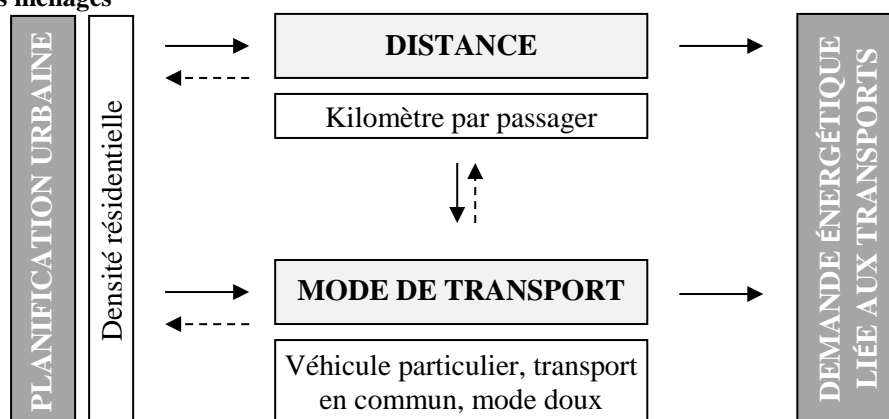 s ménages
PLANIFICATION URBAINE
Densité résidentielle
DISTANCE
Kilomètre par passager
MODE DE TRANSPORT
Véhicule particulier, transport
en commun, mode doux
DEMANDE ÉNERGÉTIQUE
LIÉE AUX TRANSPORTS